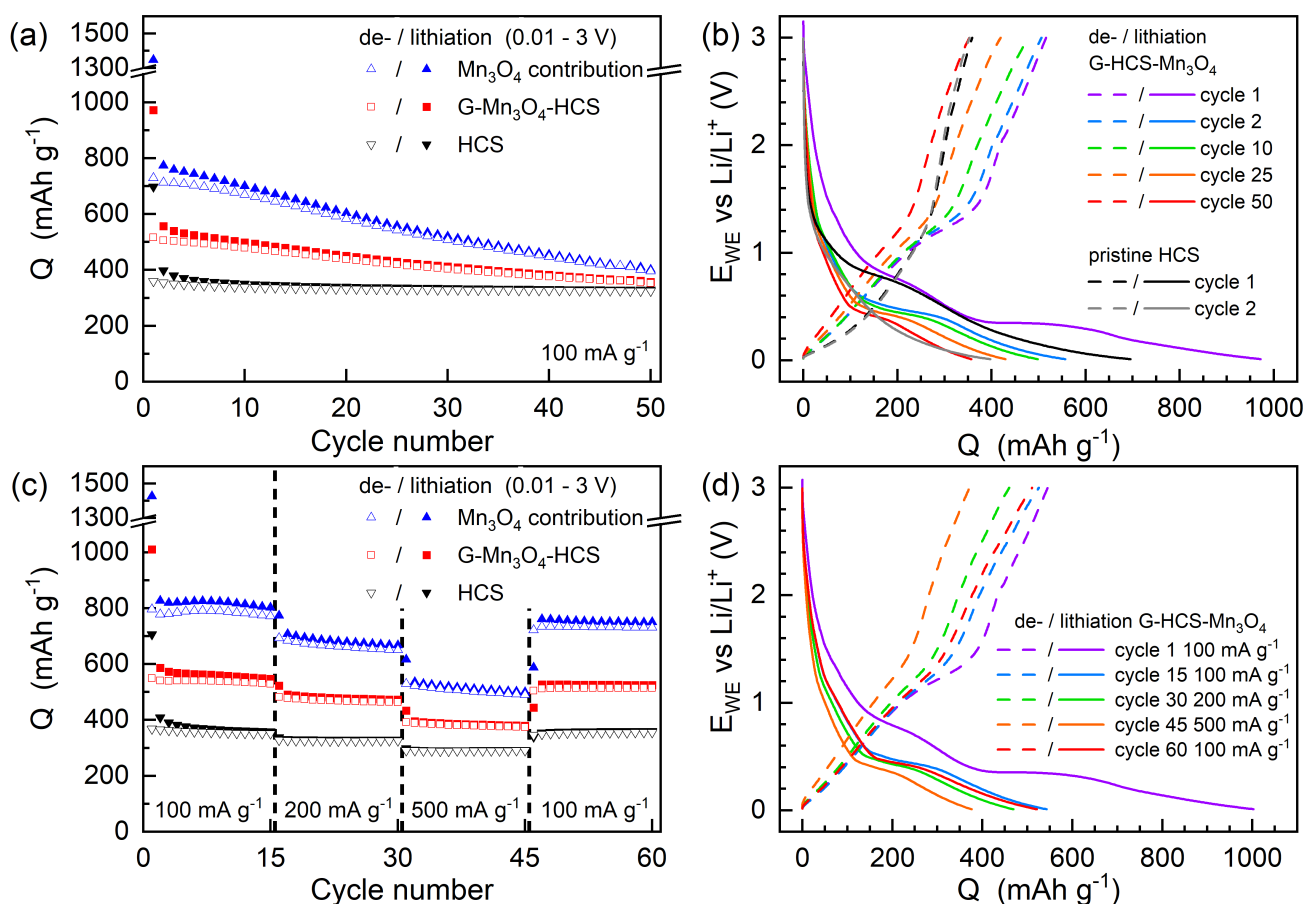 (a)
de- / lithiation (0.01 - 3 V)
/ Mn₃O₄ contribution
/ G-Mn₃O₄-HCS
/ HCS
1500
1300
1000
800
600
400
200
0
Q (mAh g⁻¹)
100 mA g⁻¹
0 10 20 30 40 50
Cycle number
(b)
de- / lithiation
G-HCS-Mn₃O₄
/ cycle 1
/ cycle 2
/ cycle 10
/ cycle 25
/ cycle 50
pristine HCS
/ cycle 1
/ cycle 2
3
2
1
0
E_WE vs Li/Li⁺ (V)
0 200 400 600 800 1000
Q (mAh g⁻¹)
(c)
de- / lithiation (0.01 - 3 V)
/ Mn₃O₄ contribution
/ G-Mn₃O₄-HCS
/ HCS
1500
1300
1000
800
600
400
200
0
Q (mAh g⁻¹)
100 mA g⁻¹ 200 mA g⁻¹ 500 mA g⁻¹ 100 mA g⁻¹
0 15 30 45 60
Cycle number
(d)
de- / lithiation G-HCS-Mn₃O₄
/ cycle 1 100 mA g⁻¹
/ cycle 15 100 mA g⁻¹
/ cycle 30 200 mA g⁻¹
/ cycle 45 500 mA g⁻¹
/ cycle 60 100 mA g⁻¹
3
2
1
0
E_WE vs Li/Li⁺ (V)
0 200 400 600 800 1000
Q (mAh g⁻¹)